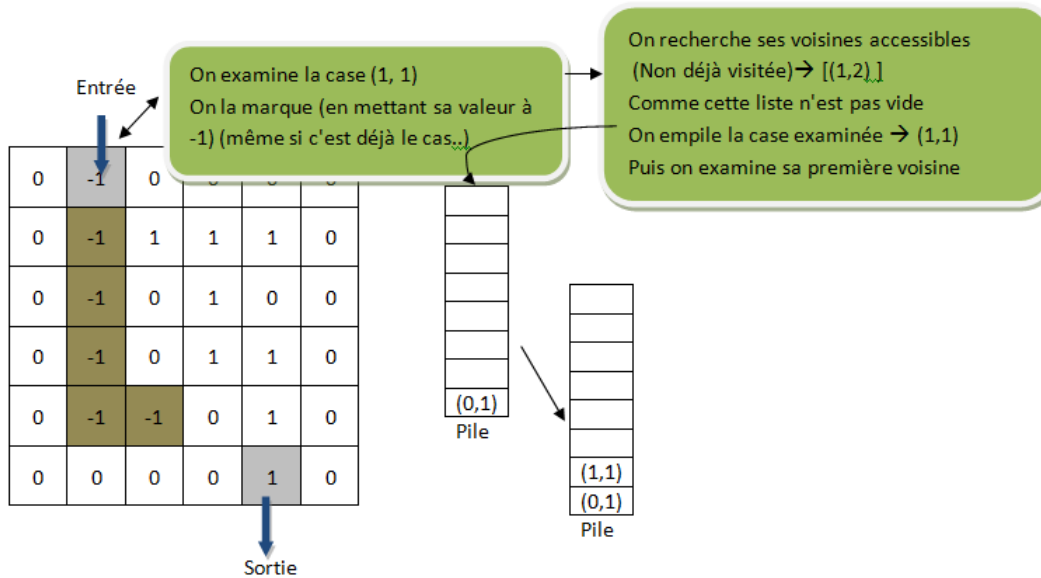 On recherche ses voisines accessibles
(Non déjà visitée)→ [(1,2) ]
Comme cette liste n'est pas vide
On empile la case examinée → (1,1)
Puis on examine sa première voisine
On examine la case (1, 1)
On la marque (en mettant sa valeur à
-1) (même si c'est déjà le cas..)
Entrée
0 -1 0
0 -1 1 1 1 0
0 -1 0 1 0 0
0 -1 0 1 1 0
0 -1 -1 0 1 0
0 0 0 0 1 0
Sortie
(0,1)
Pile
(1,1)
(0,1)
Pile